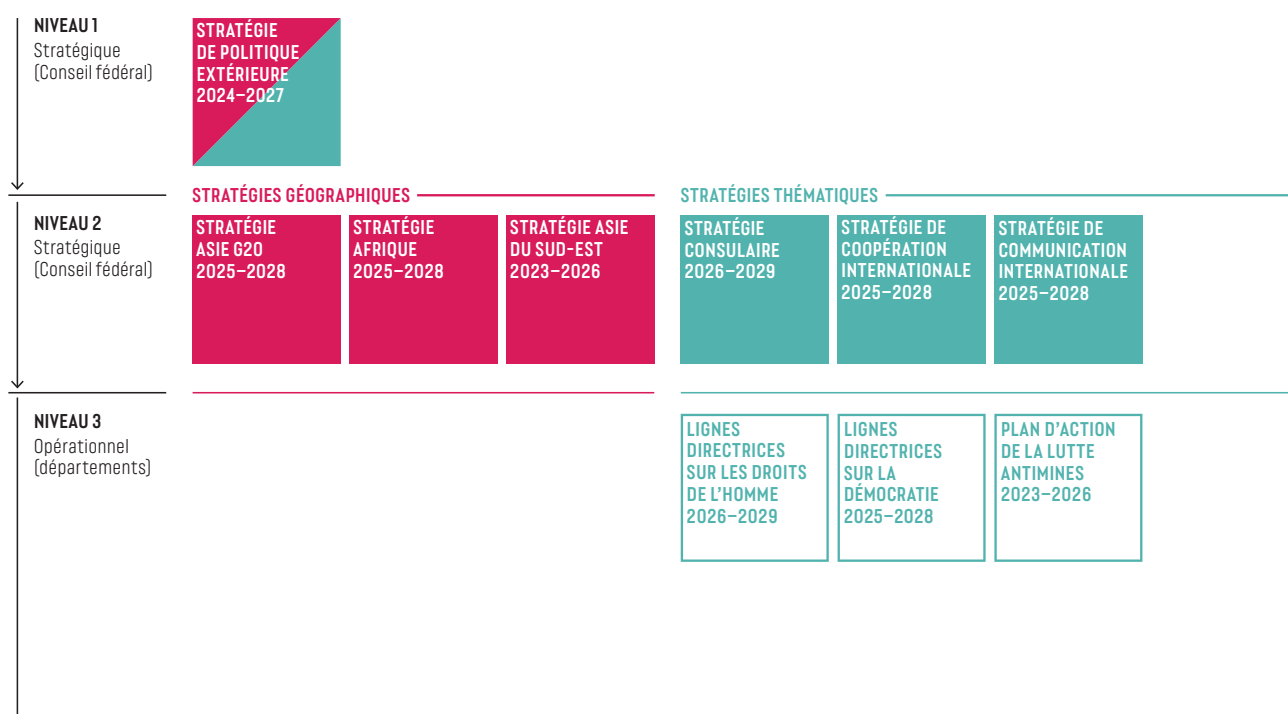 NIVEAU 1
Stratégique
(Conseil fédéral)
STRATÉGIE
DE POLITIQUE
EXTÉRIEURE
2024–2027
STRATÉGIES GÉOGRAPHIQUES
STRATÉGIES THÉMATIQUES
NIVEAU 2
Stratégique
(Conseil fédéral)
STRATÉGIE
ASIE G20
2025–2028
STRATÉGIE
AFRIQUE
2025–2028
STRATÉGIE ASIE
DU SUD-EST
2023–2026
STRATÉGIE
CONSULAIRE
2026–2029
STRATÉGIE DE
COOPÉRATION
INTERNATIONALE
2025–2028
STRATÉGIE DE
COMMUNICATION
INTERNATIONALE
2025–2028
NIVEAU 3
Opérationnel
(départements)
LIGNES
DIRECTRICES
SUR LES DROITS
DE L’HOMME
2026–2029
LIGNES
DIRECTRICES
SUR LA
DÉMOCRATIE
2025–2028
PLAN D’ACTION
DE LA LUTTE
ANTIMINES
2023–2026